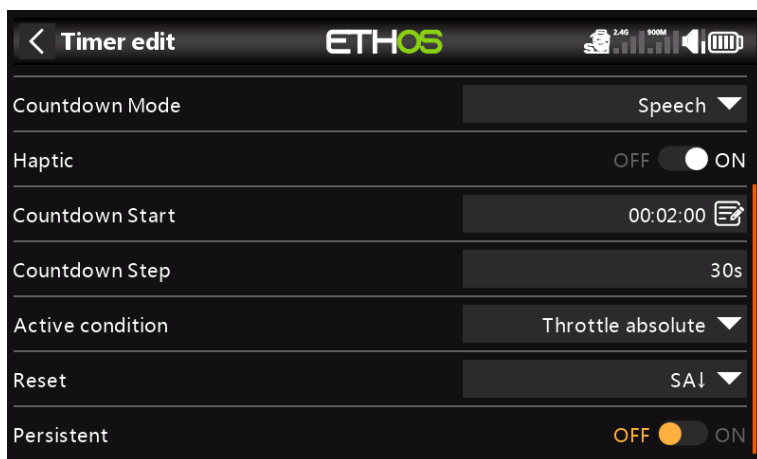 Timer edit ETHOS 2.4G 900M
Countdown Mode Speech
Haptic OFF ON
Countdown Start 00:02:00
Countdown Step 30s
Active condition Throttle absolute
Reset SA↓
Persistent OFF ON